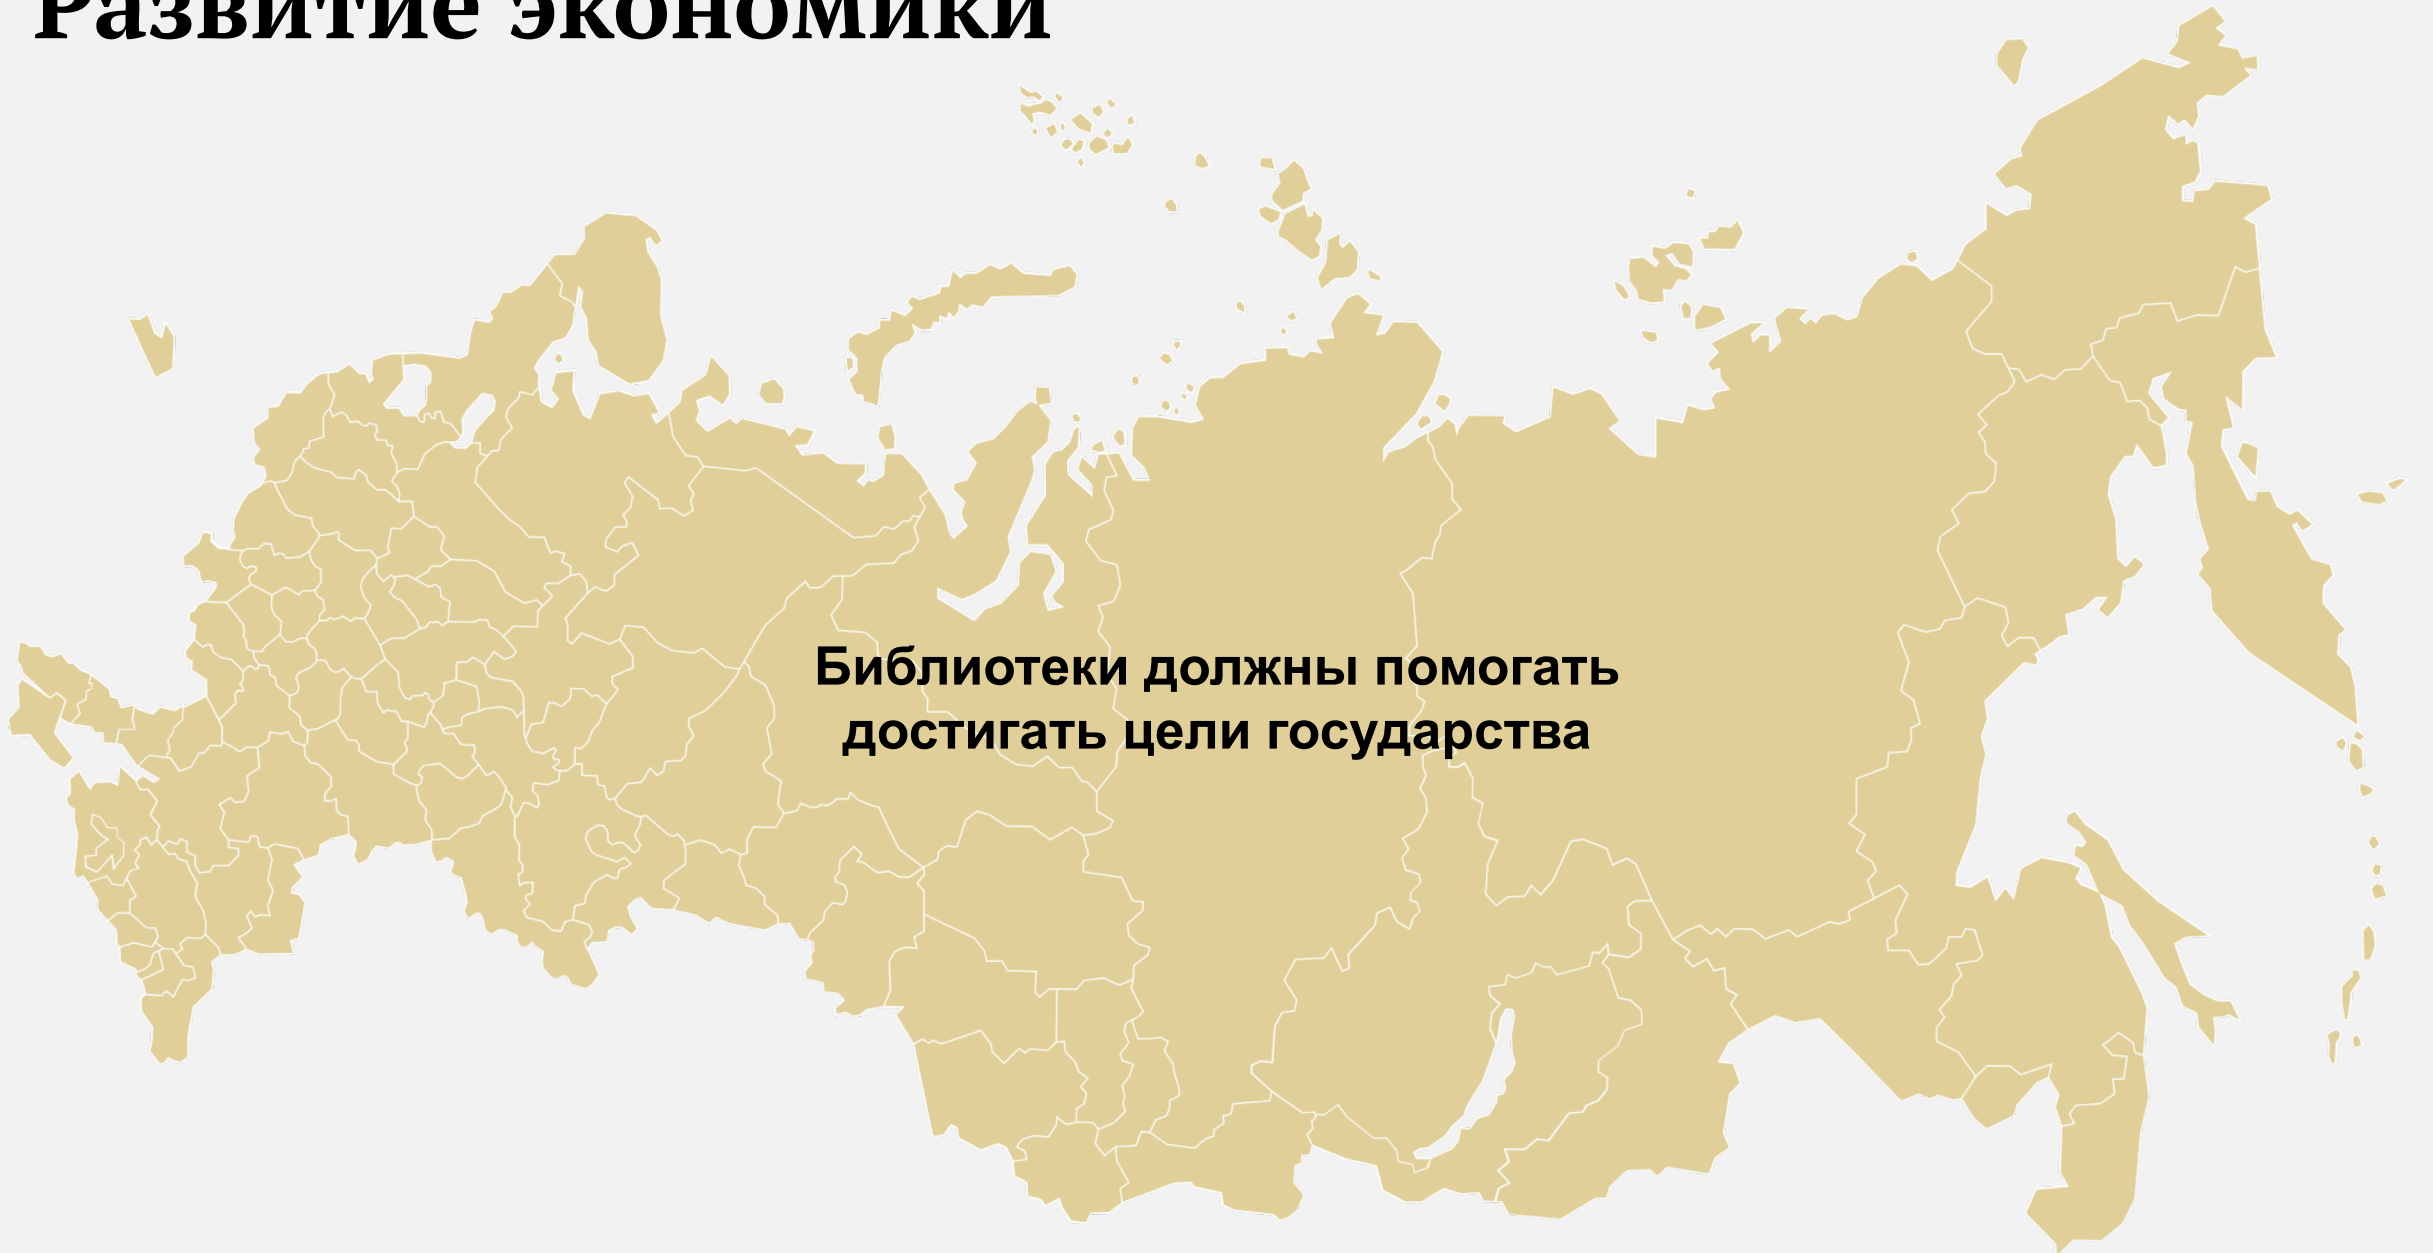 Развитие экономики
Библиотеки должны помогать
достигать цели государства